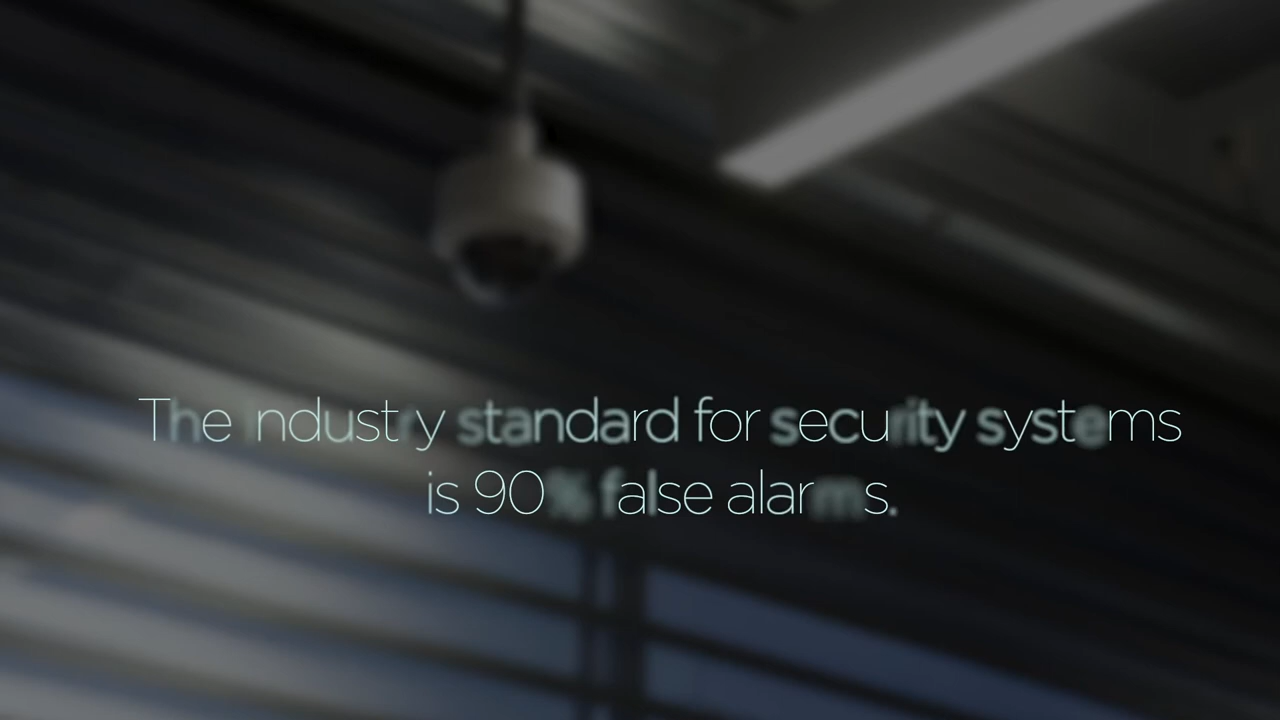 The industry standard for security systems
is 90% false alarms.